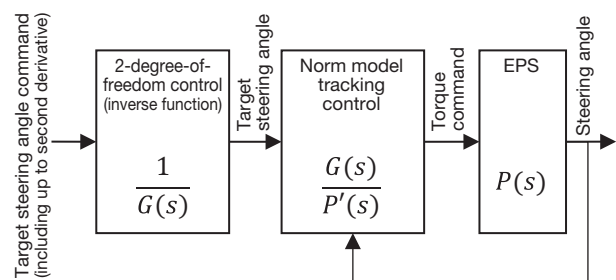 Target steering angle command
(including up to second derivative)
2-degree-of-
freedom control
(inverse function)
1
G(s)
Target
steering angle
Norm model
tracking
control
G(s)
P′(s)
Torque
command
EPS
P(s)
Steering angle